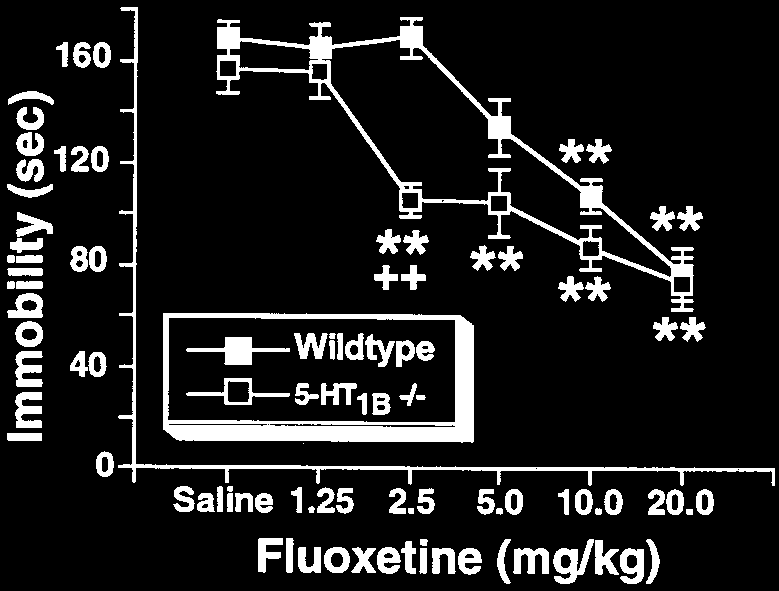 Immobility (sec)
160
120
80
40
0
**
**
**
++
**
**
**
Wildtype
5-HT1B -/-
Saline 1.25 2.5 5.0 10.0 20.0
Fluoxetine (mg/kg)